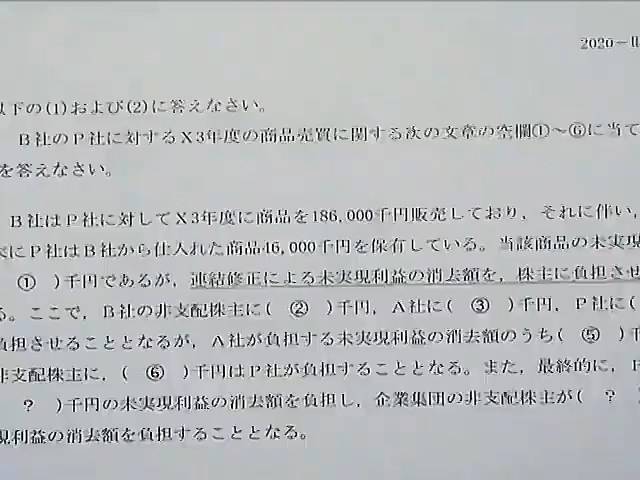 2020－Ⅱ
以下の(1)および(2)に答えなさい。
B社のP社に対するX3年度の商品売買に関する次の文章の空欄①～⑥に当て
を答えなさい。
B社はP社に対してX3年度に商品を186,000千円販売しており，それに伴い，
にP社はB社から仕入れた商品46,000千円を保有している。当該商品の未実現
① )千円であるが，連結修正による未実現利益の消去額を，株主に負担させ
る。ここで，B社の非支配株主に( ② )千円，A社に( ③ )千円，P社に(
負担させることとなるが，A社が負担する未実現利益の消去額のうち( ⑤ )千
非支配株主に，( ⑥ )千円はP社が負担することとなる。また，最終的に，
? )千円の未実現利益の消去額を負担し，企業集団の非支配株主が( ?
現利益の消去額を負担することとなる。